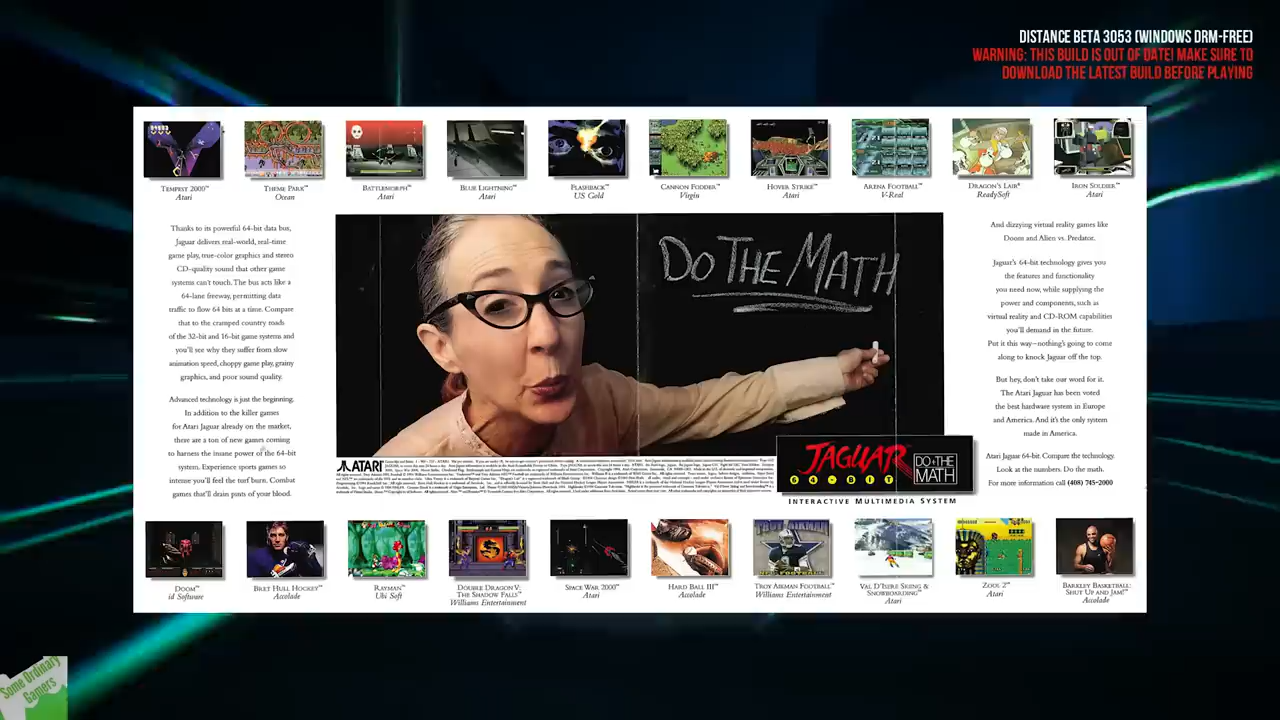 DISTANCE BETA 3053 (WINDOWS DRM-FREE)
WARNING: THIS BUILD IS OUT OF DATE! MAKE SURE TO
DOWNLOAD THE LATEST BUILD BEFORE PLAYING
TEMPEST 2000™
Atari
THEME PARK™
Ocean
BATTLEMORPH™
Atari
BLUE LIGHTNING™
Atari
FLASHBACK™
US Gold
CANNON FODDER™
Virgin
HOVER STRIKE™
Atari
ARENA FOOTBALL™
V-Real
DRAGON'S LAIR®
ReadySoft
IRON SOLDIER™
Atari
Thanks to its powerful 64-bit data bus,
Jaguar delivers real-world, real-time
game play, true-color graphics and stereo
CD-quality sound that other game
systems can't touch. The bus acts like a
64-lane freeway, permitting data
traffic to flow 64 bit at a time. Compare
that to the cramped country roads
of the 32-bit and 16-bit game systems and
you'll see why they suffer from slow
animation speed, choppy game play, grainy
graphics, and poor sound quality.
Advanced technology is just the beginning.
In addition to the killer games
for Atari Jaguar already on the market,
there are a ton of new games coming
to harness the insane power of the 64-bit
system. Experience sports games so
intense you'll feel the turf burn. Combat
games that'll drain pints of your blood.
DO THE MATH
And dizzying virtual reality games like
Doom and Alien vs. Predator.
Jaguar's 64-bit technology gives you
the features and functionality
you need now, while supplying the
power and components, such as
virtual reality and CD-ROM capabilities
you'll demand in the future.
Put it this way—nothing's going to come
along to knock Jaguar off the top.
But hey, don't take our word for it.
The Atari Jaguar has been voted
the best hardware system in Europe
and America. And it's the only system
made in America.
Atari Jaguar 64-bit. Compare the technology.
Look at the numbers. Do the math.
For more information call (408) 745-2000
ATARI
JAGUAR
64-BIT
DO THE
MATH
INTERACTIVE MULTIMEDIA SYSTEM
DOOM™
id Software
BRET HULL HOCKEY™
Accolade
RAYMAN™
Ubi Soft
DOUBLE DRAGON V:
THE SHADOW FALLS™
Williams Entertainment
SPACE WAR 2000™
Atari
HARD BALL III™
Accolade
TROY AIKMAN FOOTBALL™
Williams Entertainment
VAL D'ISERE SKIING &
SNOWBOARDING™
Atari
ZOUL 2™
Atari
BARKLEY BASKETBALL:
SHUT UP AND JAM!™
Accolade
Some Ordinary
Gamers